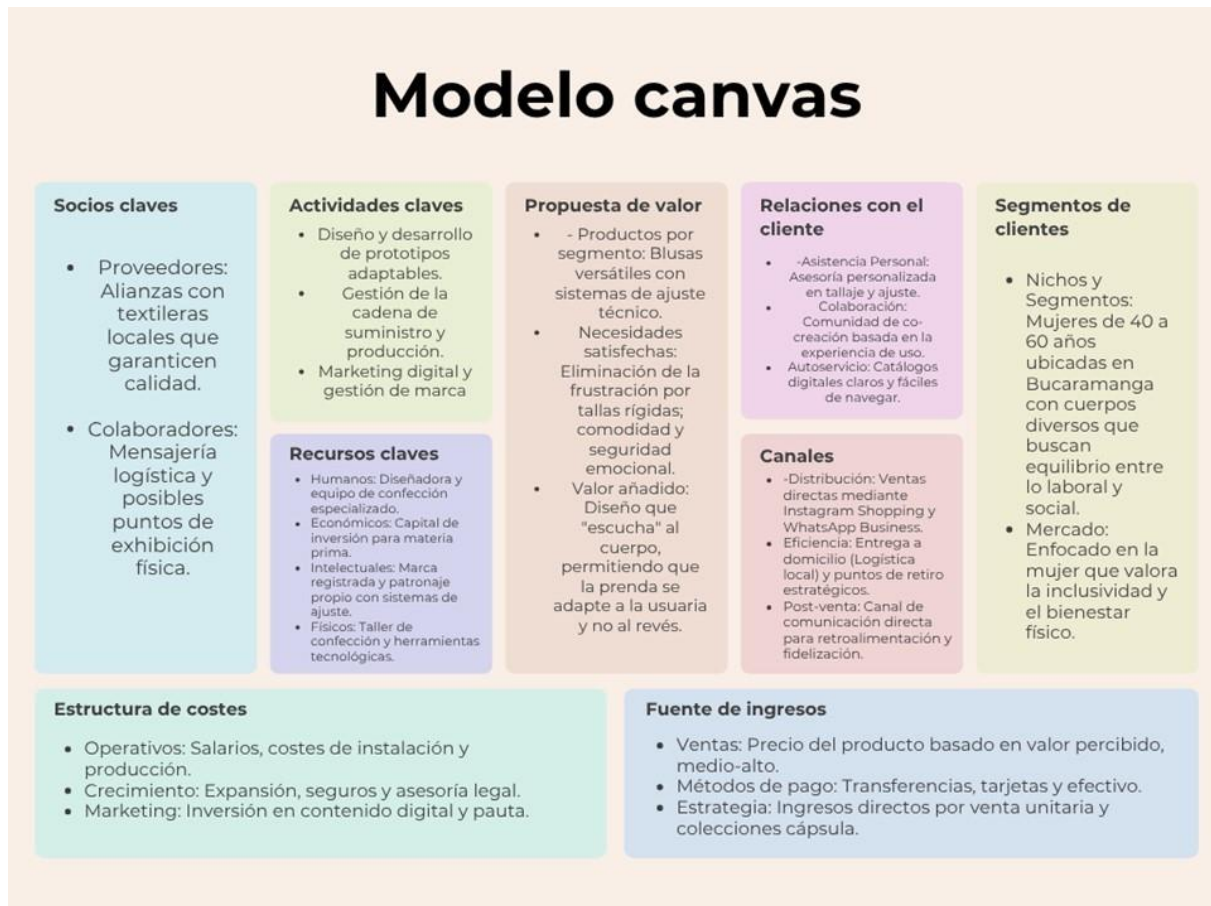 Modelo canvas
Socios claves
• Proveedores:
Alianzas con
textileras
locales que
garanticen
calidad.
• Colaboradores:
Mensajería
logística y
posibles
puntos de
exhibición
física.
Actividades claves
• Diseño y desarrollo
de prototipos
adaptables.
• Gestión de la
cadena de
suministro y
producción.
• Marketing digital y
gestión de marca
Recursos claves
• Humanos: Diseñadora y
equipo de confección
especializado.
• Económicos: Capital de
inversión para materia
prima.
• Intelectuales: Marca
registrada y patronaje
propio con sistemas de
ajuste.
• Físicos: Taller de
confección y herramientas
tecnológicas.
Propuesta de valor
• - Productos por
segmento: Blusas
versátiles con
sistemas de ajuste
técnico.
• Necesidades
satisfechas:
Eliminación de la
frustración por
tallas rígidas;
comodidad y
seguridad
emocional.
• Valor añadido:
Diseño que
"escucha" al
cuerpo,
permitiendo que
la prenda se
adapte a la usuaria
y no al revés.
Relaciones con el
cliente
• -Asistencia Personal:
Asesoría personalizada
en tallaje y ajuste.
• Colaboración:
Comunidad de co-
creación basada en la
experiencia de uso.
• Autoservicio: Catálogos
digitales claros y fáciles
de navegar.
Canales
• -Distribución: Ventas
directas mediante
Instagram Shopping y
WhatsApp Business.
• Eficiencia: Entrega a
domicilio (Logística
local) y puntos de retiro
estratégicos.
• Post-venta: Canal de
comunicación directa
para retroalimentación y
fidelización.
Segmentos de
clientes
• Nichos y
Segmentos:
Mujeres de 40 a
60 años
ubicadas en
Bucaramanga
con cuerpos
diversos que
buscan
equilibrio entre
lo laboral y
social.
• Mercado:
Enfocado en la
mujer que valora
la inclusividad y
el bienestar
físico.
Estructura de costes
• Operativos: Salarios, costes de instalación y
producción.
• Crecimiento: Expansión, seguros y asesoría legal.
• Marketing: Inversión en contenido digital y pauta.
Fuente de ingresos
• Ventas: Precio del producto basado en valor percibido,
medio-alto.
• Métodos de pago: Transferencias, tarjetas y efectivo.
• Estrategia: Ingresos directos por venta unitaria y
colecciones cápsula.